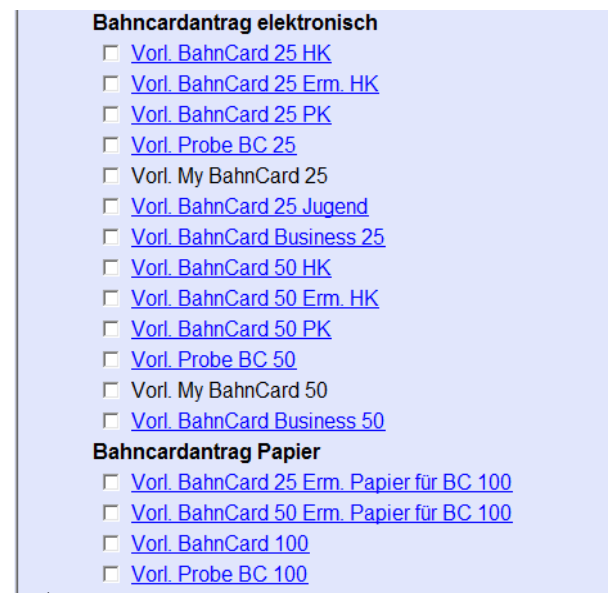 Bahncardantrag elektronisch
Vorl. BahnCard 25 HK
Vorl. BahnCard 25 Erm. HK
Vorl. BahnCard 25 PK
Vorl. Probe BC 25
Vorl. My BahnCard 25
Vorl. BahnCard 25 Jugend
Vorl. BahnCard Business 25
Vorl. BahnCard 50 HK
Vorl. BahnCard 50 Erm. HK
Vorl. BahnCard 50 PK
Vorl. Probe BC 50
Vorl. My BahnCard 50
Vorl. BahnCard Business 50
Bahncardantrag Papier
Vorl. BahnCard 25 Erm. Papier für BC 100
Vorl. BahnCard 50 Erm. Papier für BC 100
Vorl. BahnCard 100
Vorl. Probe BC 100